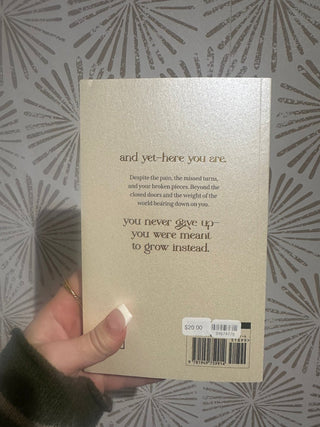 and yet–here you are.
Despite the pain, the missed turns,
and your broken pieces. Beyond the
closed doors and the weight of the
world bearing down on you,
you never gave up–
you were meant
to grow instead.
$20.00